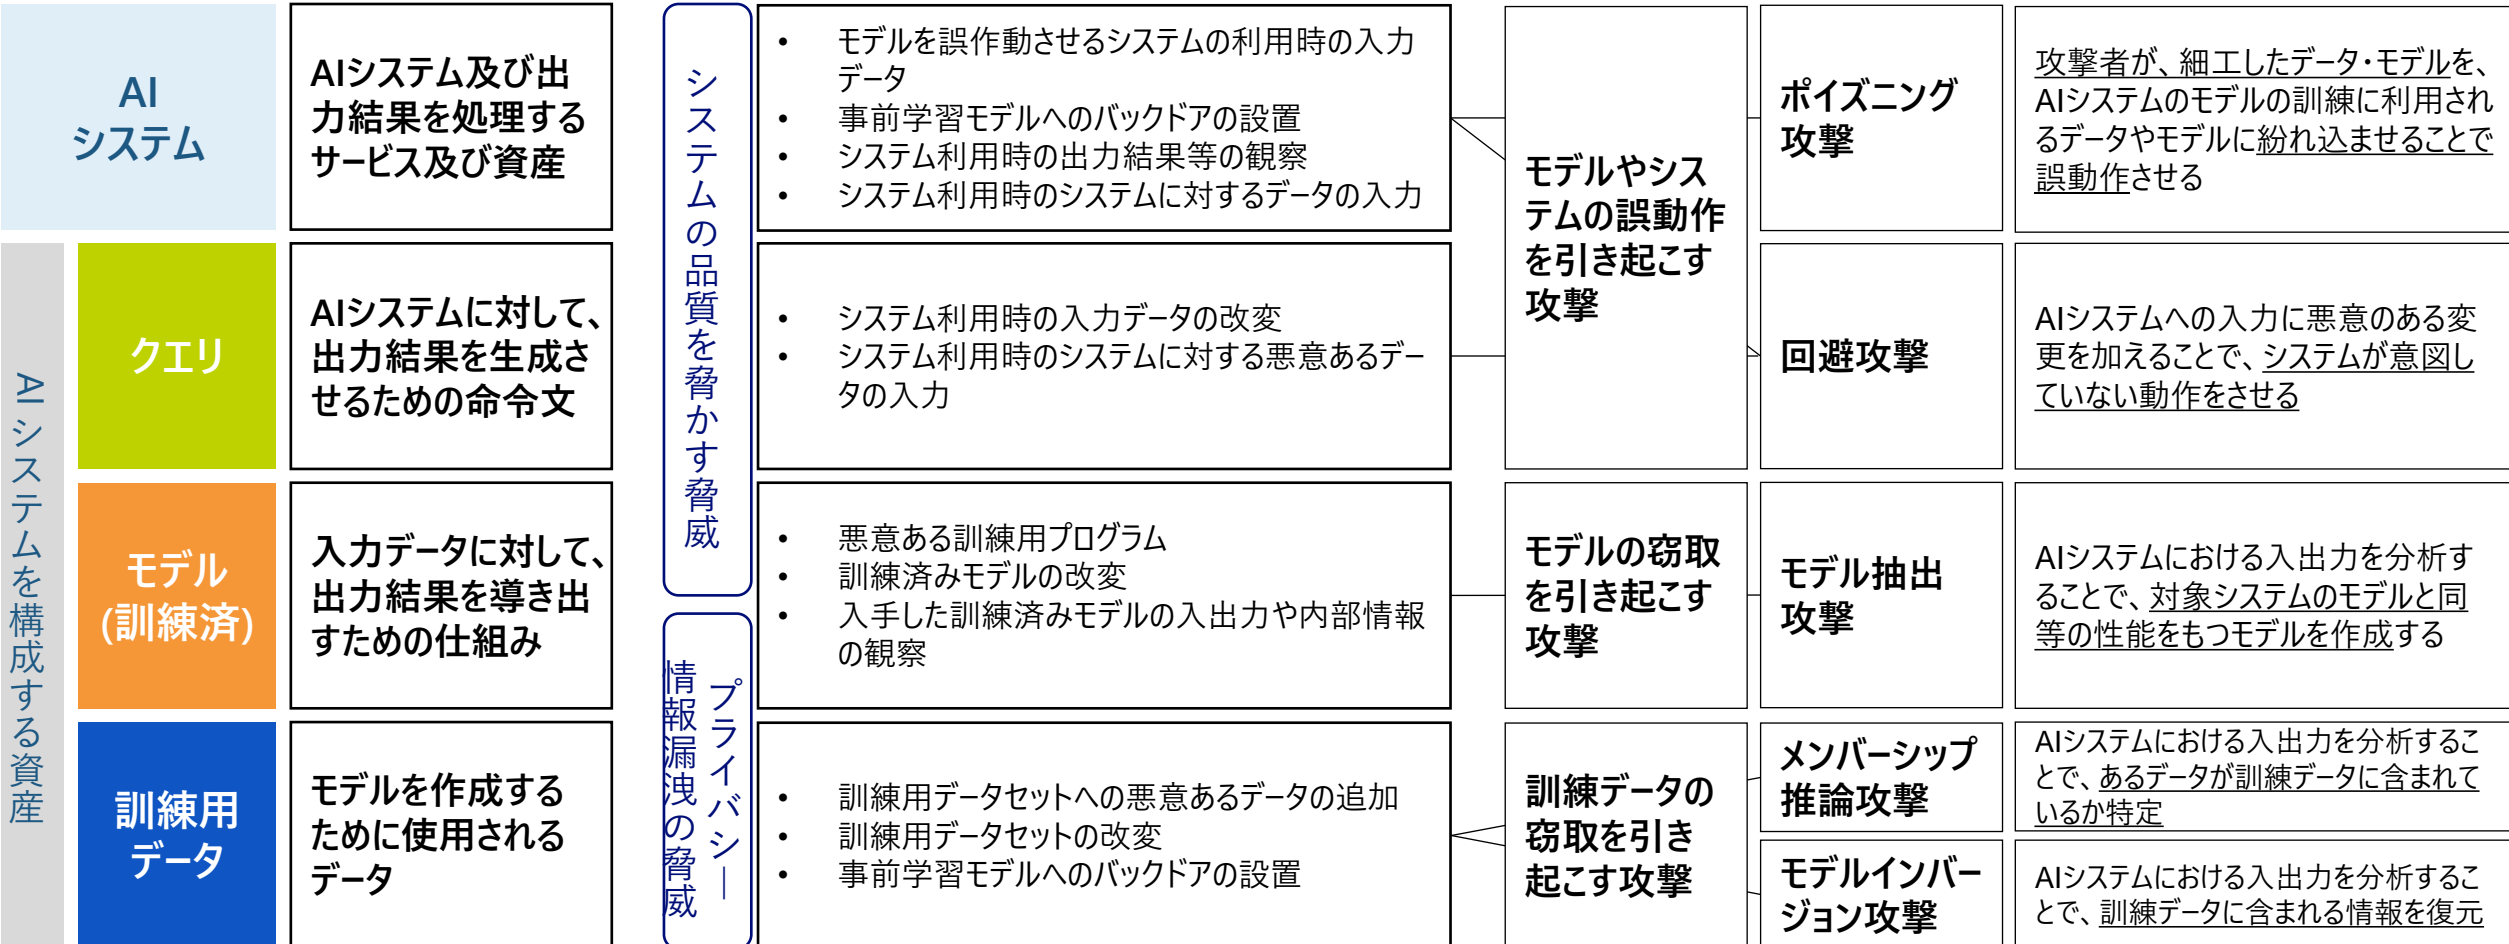 AI
システム
AIシステム及び出
力結果を処理する
サービス及び資産
システムの品質を脅かす脅威
• モデルを誤作動させるシステムの利用時の入力
データ
• 事前学習モデルへのバックドアの設置
• システム利用時の出力結果等の観察
• システム利用時のシステムに対するデータの入力
モデルやシス
テムの誤動作
を引き起こす
攻撃
ポイズニング
攻撃
攻撃者が、細工したデータ・モデルを、
AIシステムのモデルの訓練に利用され
るデータやモデルに紛れ込ませることで
誤動作させる
AIシステムを構成する資産
クエリ
AIシステムに対して、
出力結果を生成さ
せるための命令文
• システム利用時の入力データの改変
• システム利用時のシステムに対する悪意あるデー
タの入力
回避攻撃
AIシステムへの入力に悪意のある変
更を加えることで、システムが意図し
ていない動作をさせる
モデル
(訓練済)
入力データに対して、
出力結果を導き出
すための仕組み
• 悪意ある訓練用プログラム
• 訓練済みモデルの改変
• 入手した訓練済みモデルの入出力や内部情報
の観察
モデルの窃取
を引き起こす
攻撃
モデル抽出
攻撃
AIシステムにおける入出力を分析す
ることで、対象システムのモデルと同
等の性能をもつモデルを作成する
プライバシー
情報漏洩の脅威
訓練用
データ
モデルを作成する
ために使用される
データ
• 訓練用データセットへの悪意あるデータの追加
• 訓練用データセットの改変
• 事前学習モデルへのバックドアの設置
訓練データの
窃取を引き
起こす攻撃
メンバーシップ
推論攻撃
AIシステムにおける入出力を分析するこ
とで、あるデータが訓練データに含まれて
いるか特定
モデルインバー
ジョン攻撃
AIシステムにおける入出力を分析するこ
とで、訓練データに含まれる情報を復元